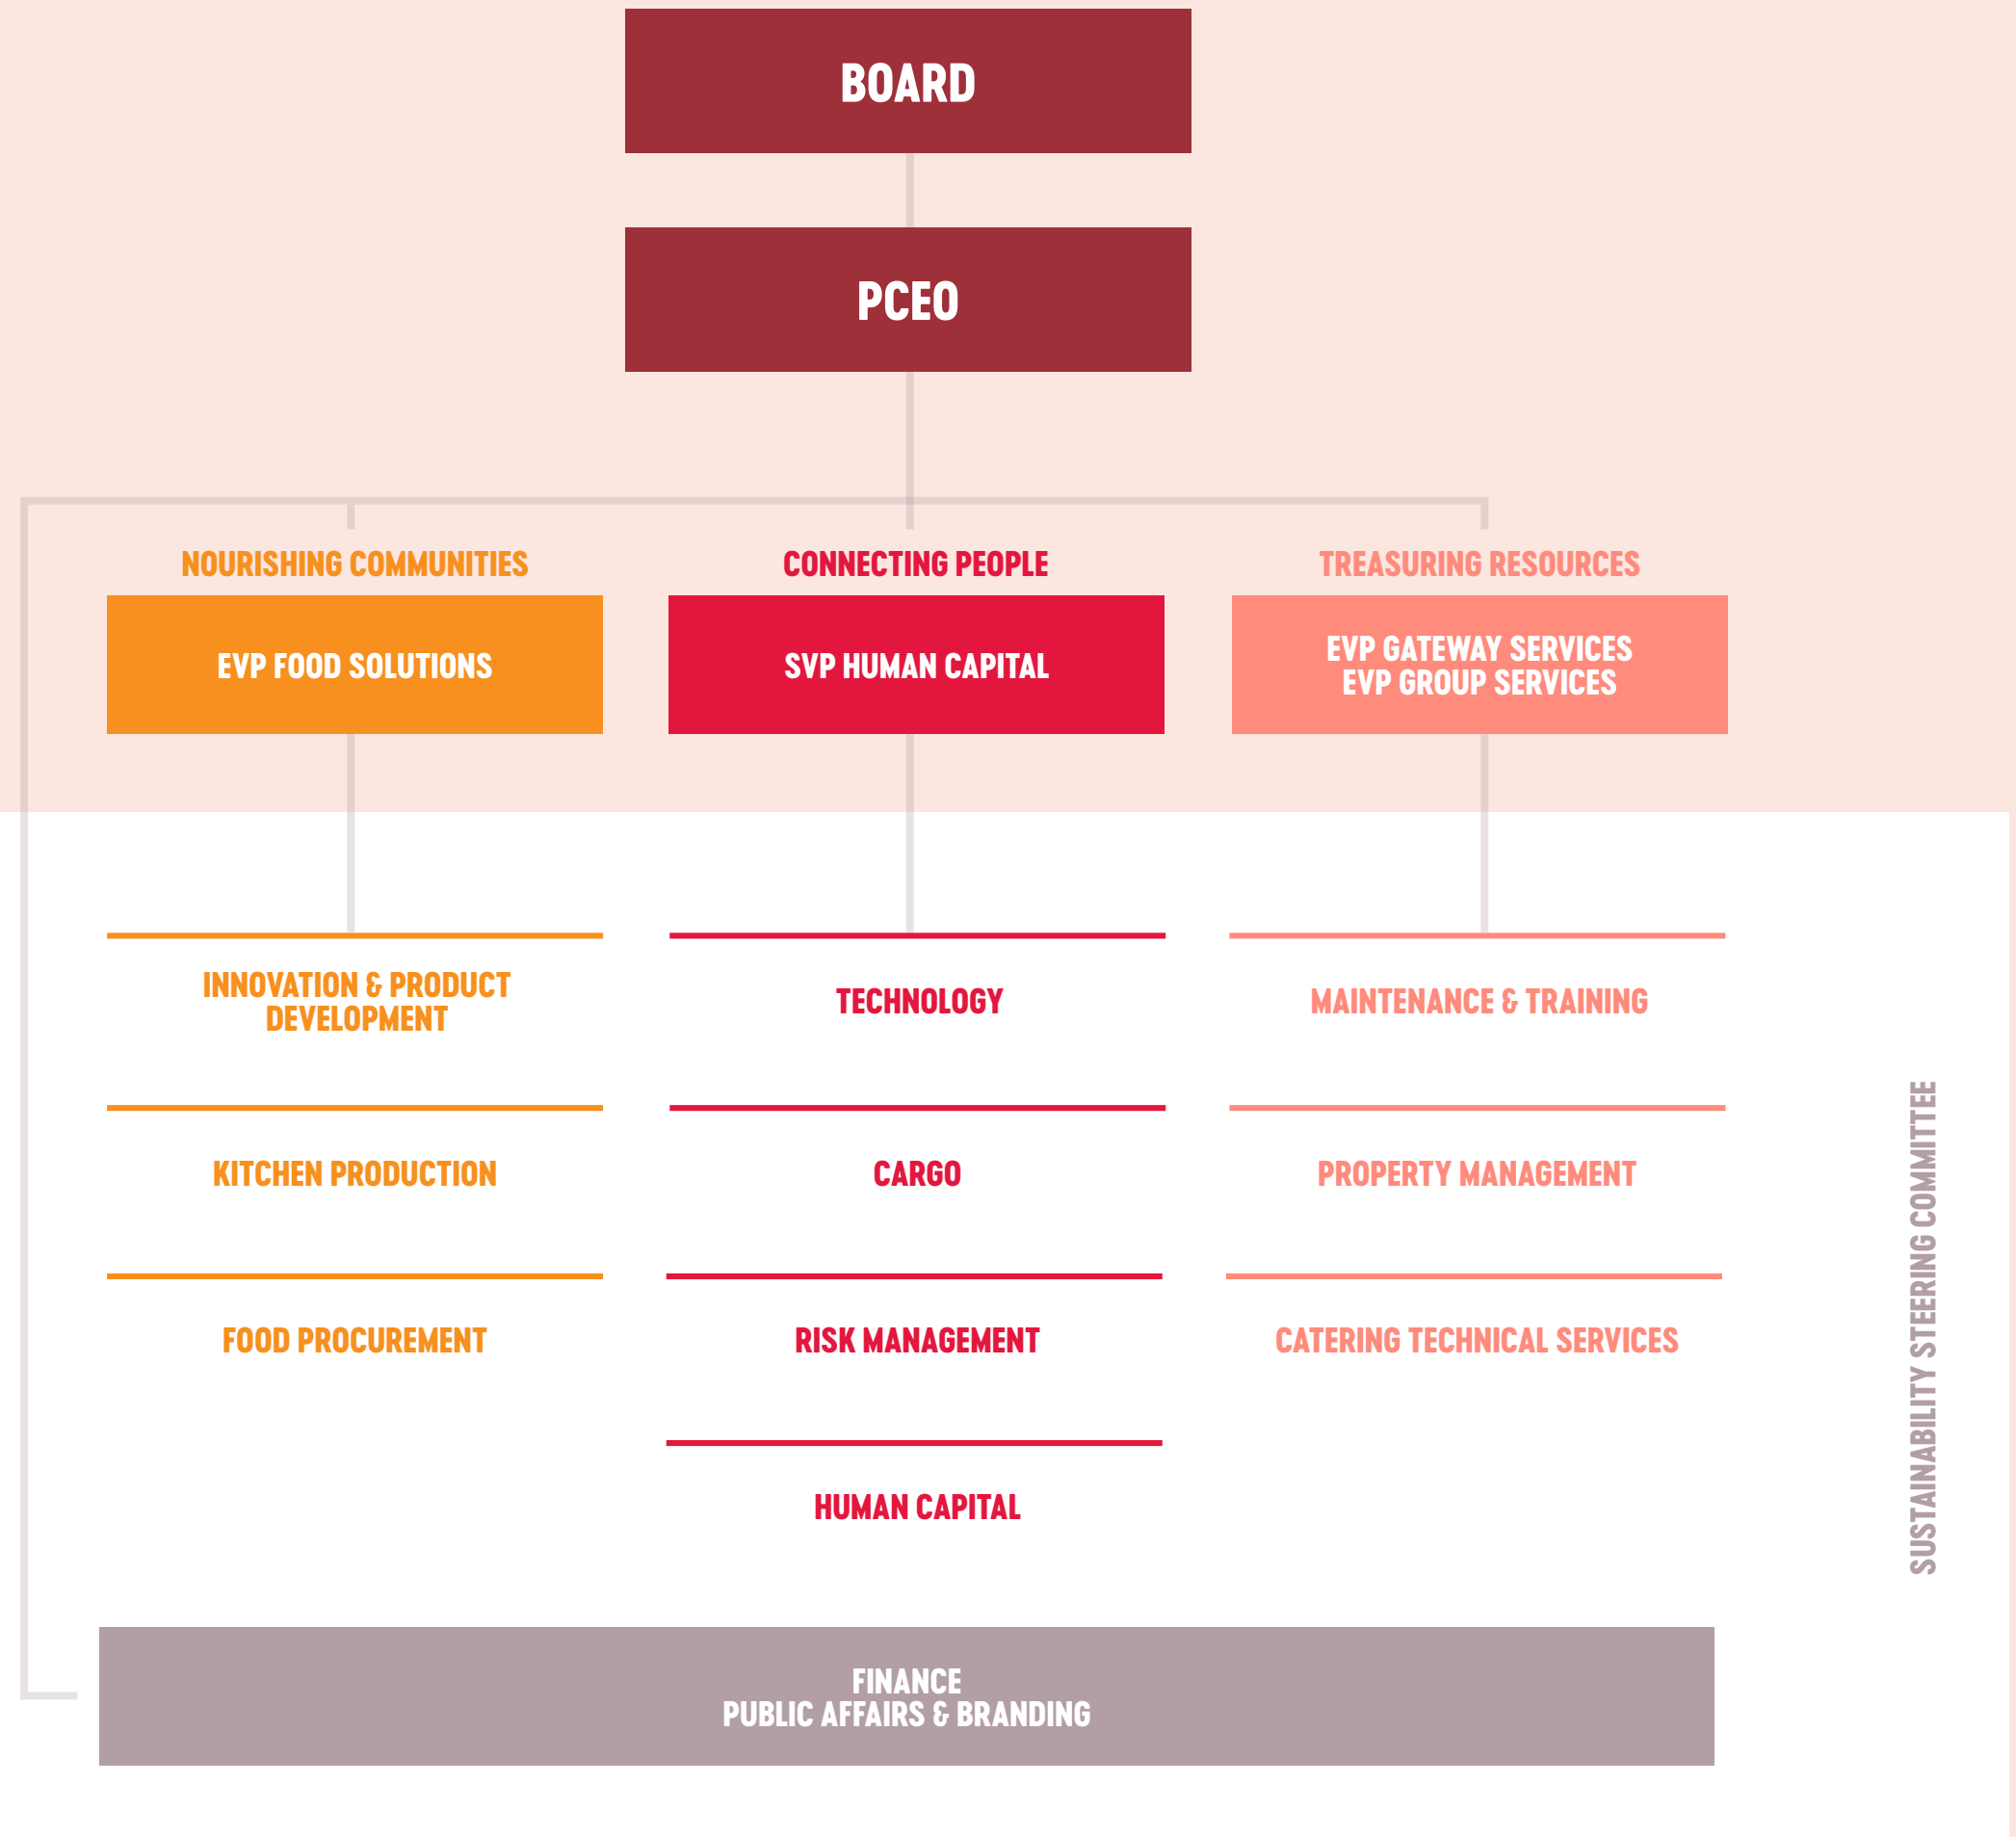 BOARD
PCEO
NOURISHING COMMUNITIES
EVP FOOD SOLUTIONS
CONNECTING PEOPLE
SVP HUMAN CAPITAL
TREASURING RESOURCES
EVP GATEWAY SERVICES
EVP GROUP SERVICES
INNOVATION & PRODUCT
DEVELOPMENT
KITCHEN PRODUCTION
FOOD PROCUREMENT
TECHNOLOGY
CARGO
RISK MANAGEMENT
HUMAN CAPITAL
MAINTENANCE & TRAINING
PROPERTY MANAGEMENT
CATERING TECHNICAL SERVICES
SUSTAINABILITY STEERING COMMITTEE
FINANCE
PUBLIC AFFAIRS & BRANDING